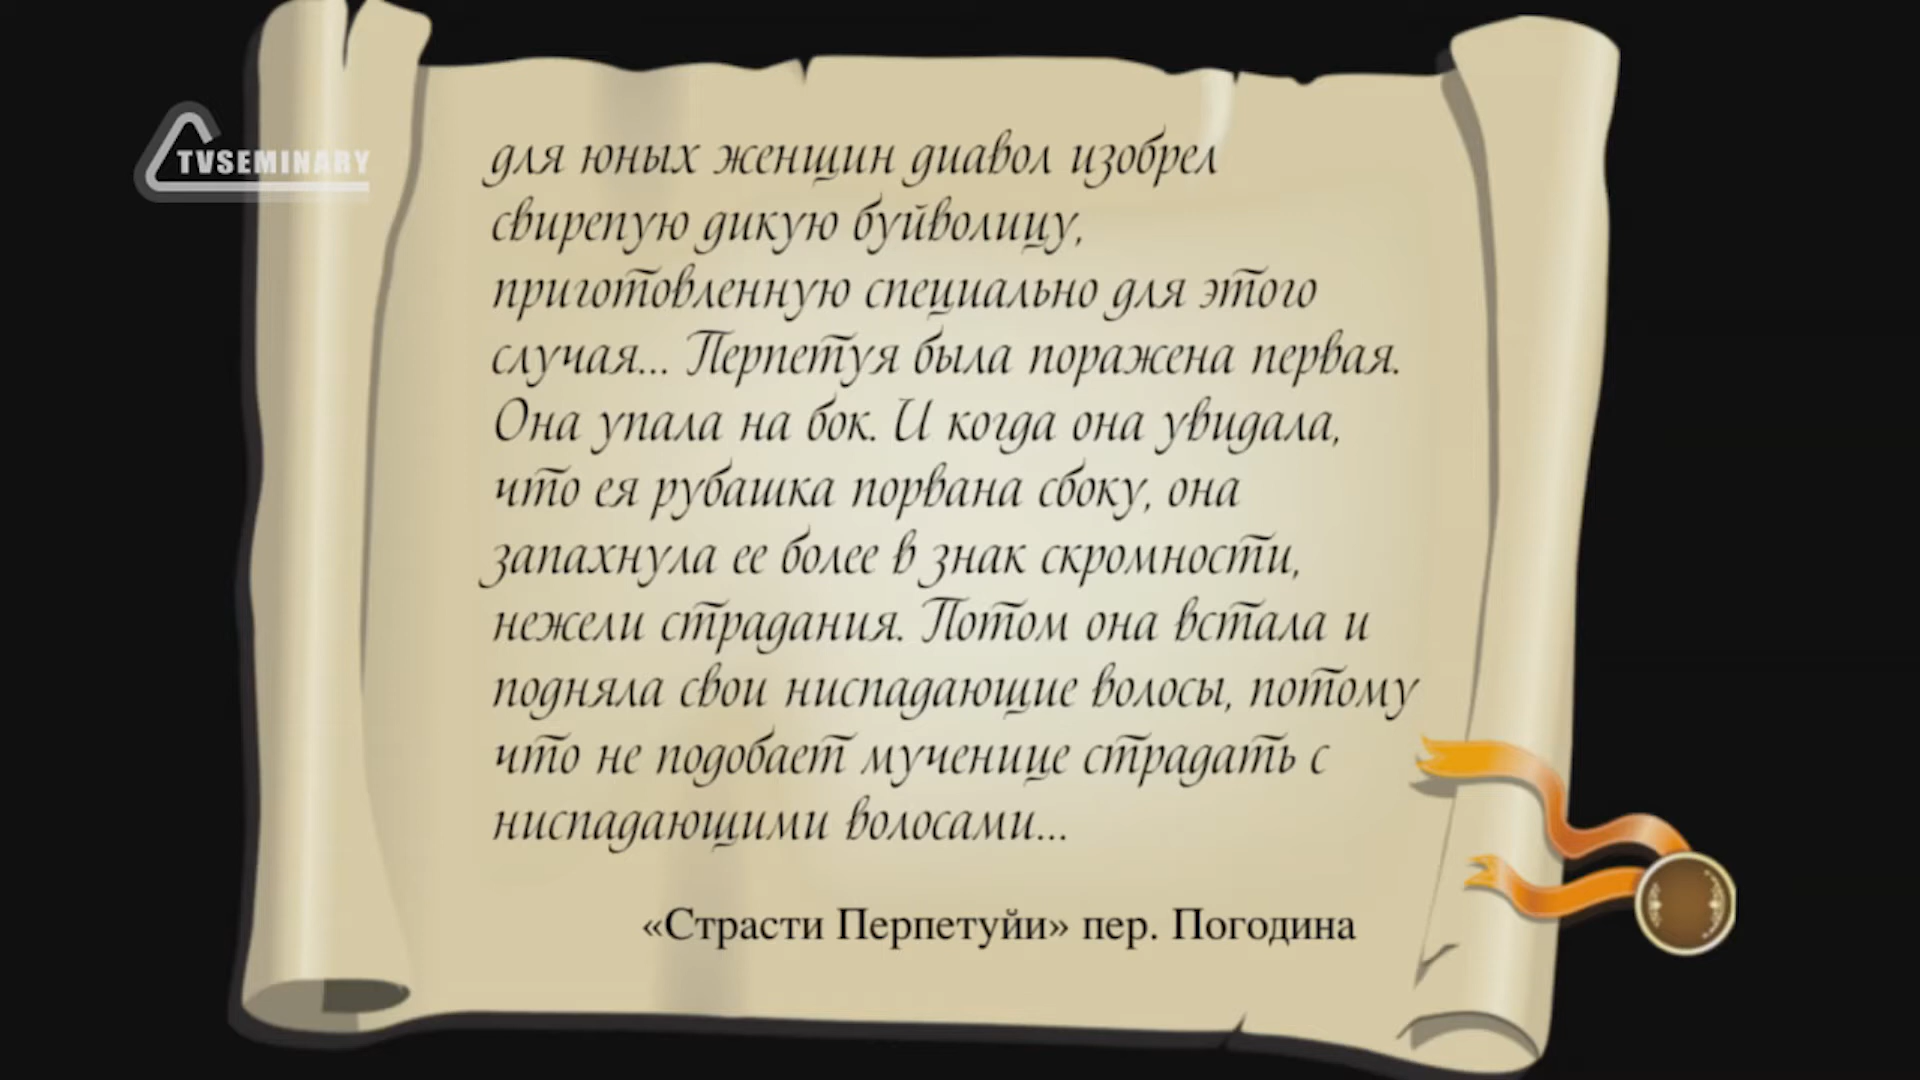 TVSEMINARY
для юных женщин диавол изобрел
свирепую дикую буйволицу,
приготовленную специально для этого
случая... Перпетуя была поражена первая.
Она упала на бок. И когда она увидала,
что ея рубашка порвана сбоку, она
запахнула ее более в знак скромности,
нежели страдания. Потом она встала и
подняла свои ниспадающие волосы, потому
что не подобает мученице страдать с
ниспадающими волосами...
«Страсти Перпетуйи» пер. Погодина